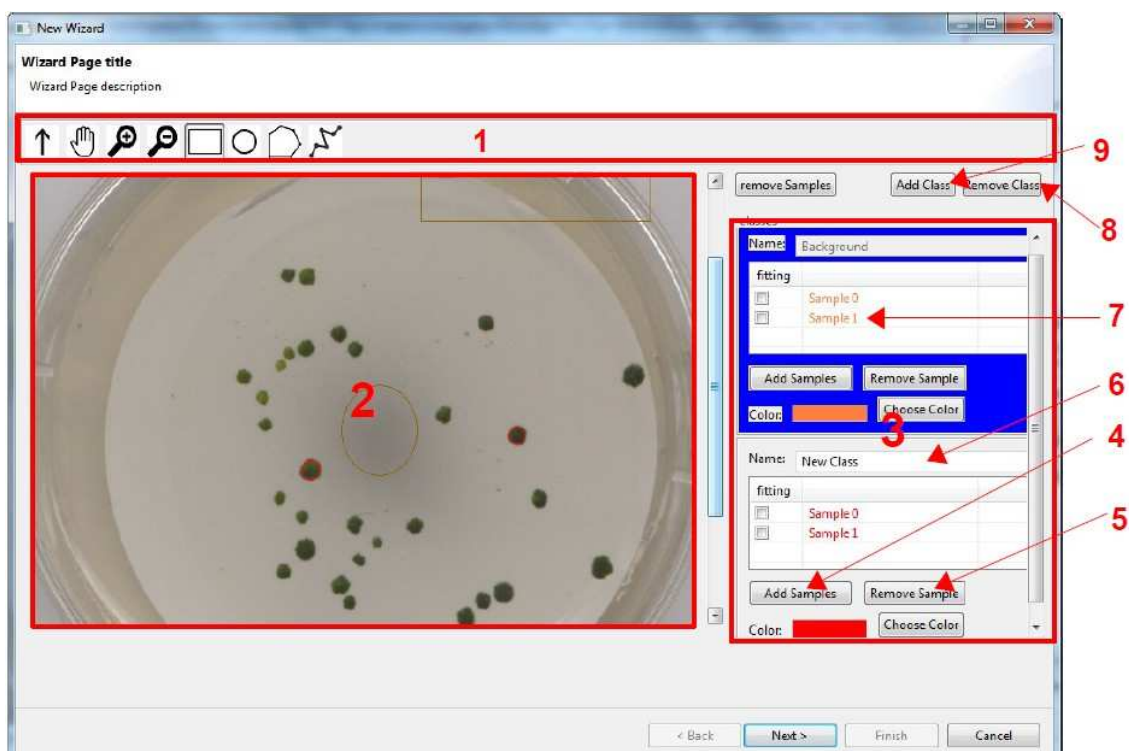 New Wizard
Wizard Page title
Wizard Page description
1
9
remove Samples Add Class Remove Class
8
Classes
Name: Background
fitting
Sample 0
Sample 1
7
Add Samples Remove Sample
6
2
Color: Choose Color
3
4
Name: New Class
fitting
Sample 0
Sample 1
5
Add Samples Remove Sample
Color: Choose Color
< Back Next > Finish Cancel